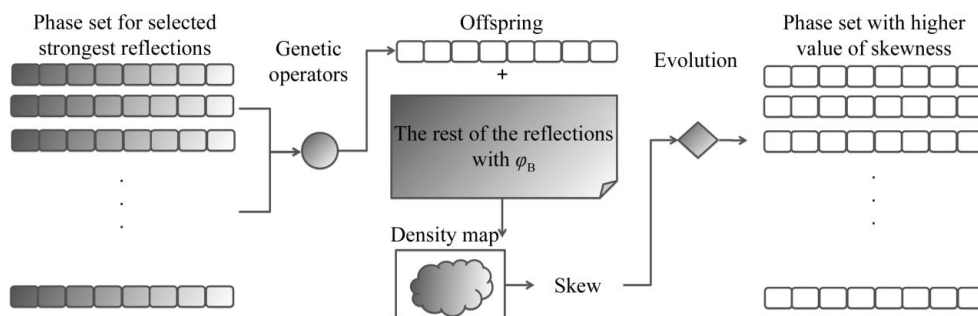 Phase set for selected
strongest reflections
Genetic
operators
Offspring
+
The rest of the reflections
with φB
Density map
Skew
Evolution
Phase set with higher
value of skewness